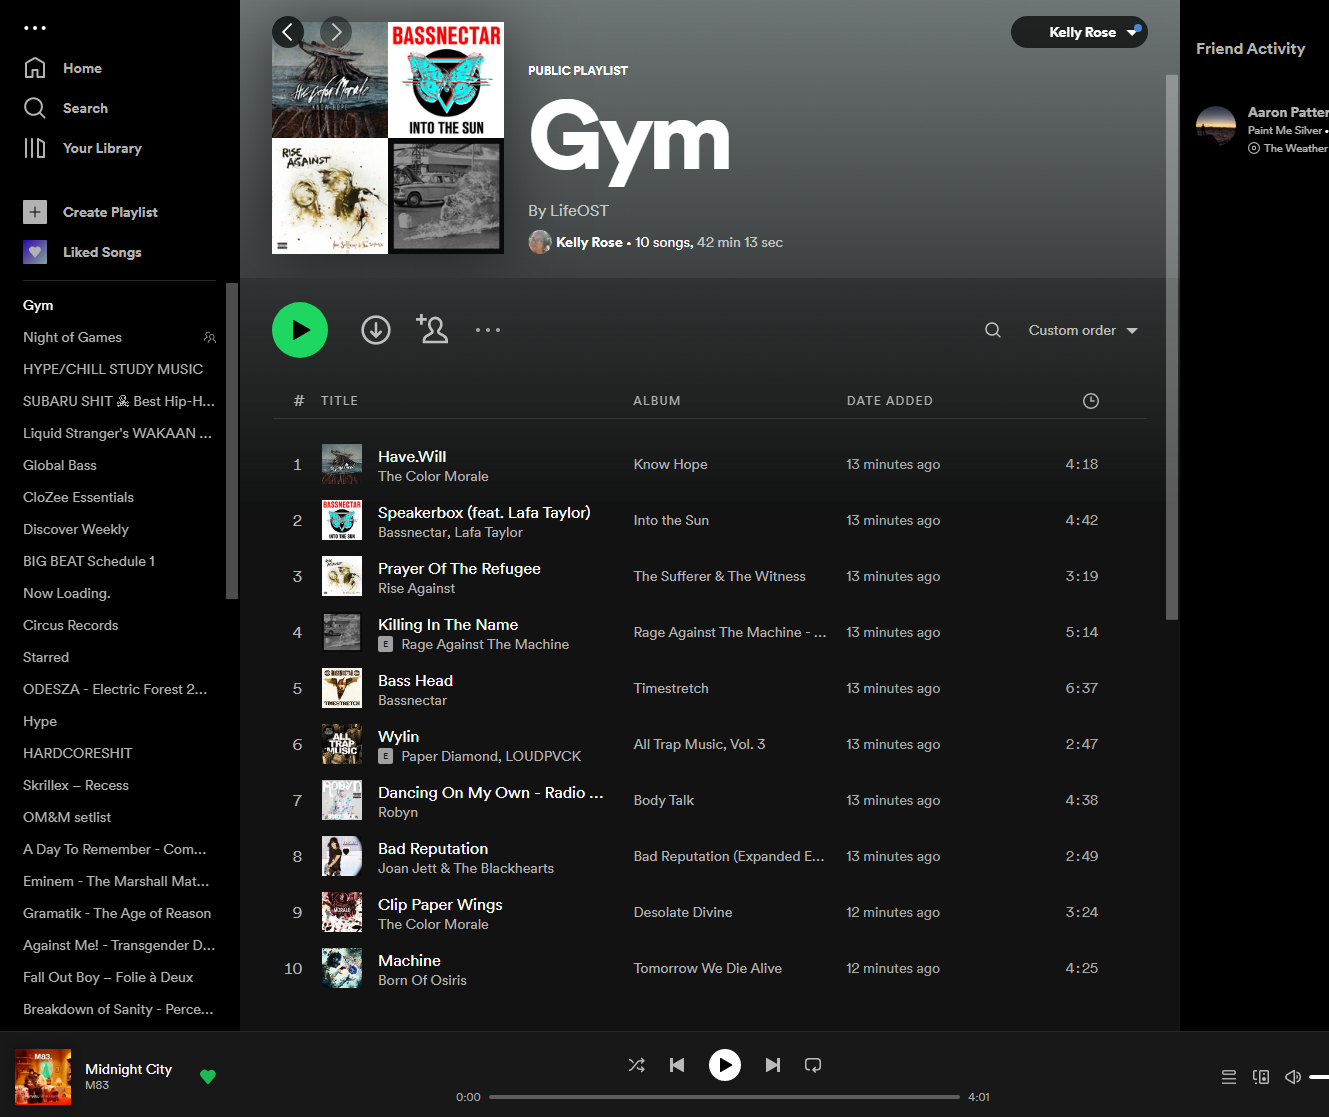 Home
Search
Your Library
Create Playlist
Liked Songs
Gym
Night of Games
HYPE/CHILL STUDY MUSIC
SUBARU SHIT Best Hip-H...
Liquid Stranger's WAKAAN ...
Global Bass
CloZee Essentials
Discover Weekly
BIG BEAT Schedule 1
Now Loading.
Circus Records
Starred
ODESZA - Electric Forest 2...
Hype
HARDCORESHIT
Skrillex – Recess
OM&M setlist
A Day To Remember - Com...
Eminem - The Marshall Mat...
Gramatik - The Age of Reason
Against Me! - Transgender D...
Fall Out Boy – Folie à Deux
Breakdown of Sanity - Perce...
The Color Morale
KNOW HOPE
BASSNECTAR
INTO THE SUN
RISE AGAINST
PUBLIC PLAYLIST
Gym
By LifeOST
Kelly Rose • 10 songs, 42 min 13 sec
Kelly Rose
Custom order
# TITLE ALBUM DATE ADDED
1 Have.Will Know Hope 13 minutes ago 4:18
The Color Morale
2 Speakerbox (feat. Lafa Taylor) Into the Sun 13 minutes ago 4:42
Bassnectar, Lafa Taylor
3 Prayer Of The Refugee The Sufferer & The Witness 13 minutes ago 3:19
Rise Against
4 Killing In The Name Rage Against The Machine - ... 13 minutes ago 5:14
E Rage Against The Machine
5 Bass Head Timestretch 13 minutes ago 6:37
Bassnectar
6 Wylin All Trap Music, Vol. 3 13 minutes ago 2:47
E Paper Diamond, LOUDPVCK
7 Dancing On My Own - Radio ... Body Talk 13 minutes ago 4:38
Robyn
8 Bad Reputation Bad Reputation (Expanded E... 13 minutes ago 2:49
Joan Jett & The Blackhearts
9 Clip Paper Wings Desolate Divine 12 minutes ago 3:24
The Color Morale
10 Machine Tomorrow We Die Alive 12 minutes ago 4:25
Born Of Osiris
Friend Activity
Aaron Patter
Paint Me Silver •
The Weather
Midnight City
M83
0:00 4:01